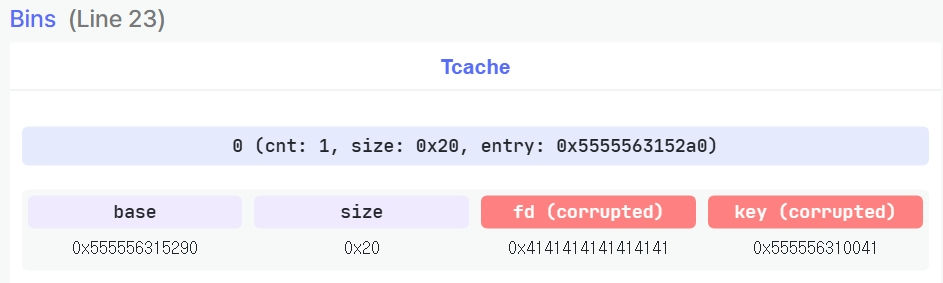 Bins (Line 23)
Tcache
0 (cnt: 1, size: 0x20, entry: 0x5555563152a0)
base size fd (corrupted) key (corrupted)
0x555556315290 0x20 0x4141414141414141 0x555556310041